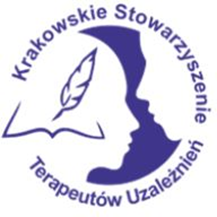 Krakowskie Stowarzyszenie
Terapeutów Uzależnień